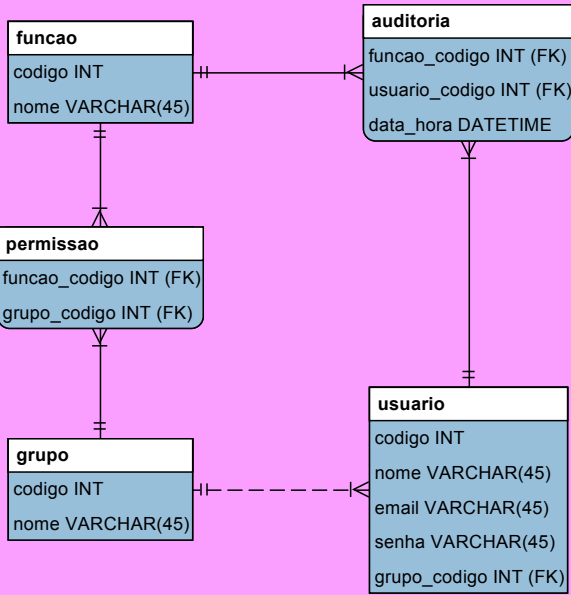 funcao
codigo INT
nome VARCHAR(45)
auditoria
funcao_codigo INT (FK)
usuario_codigo INT (FK)
data_hora DATETIME
permissao
funcao_codigo INT (FK)
grupo_codigo INT (FK)
grupo
codigo INT
nome VARCHAR(45)
usuario
codigo INT
nome VARCHAR(45)
email VARCHAR(45)
senha VARCHAR(45)
grupo_codigo INT (FK)